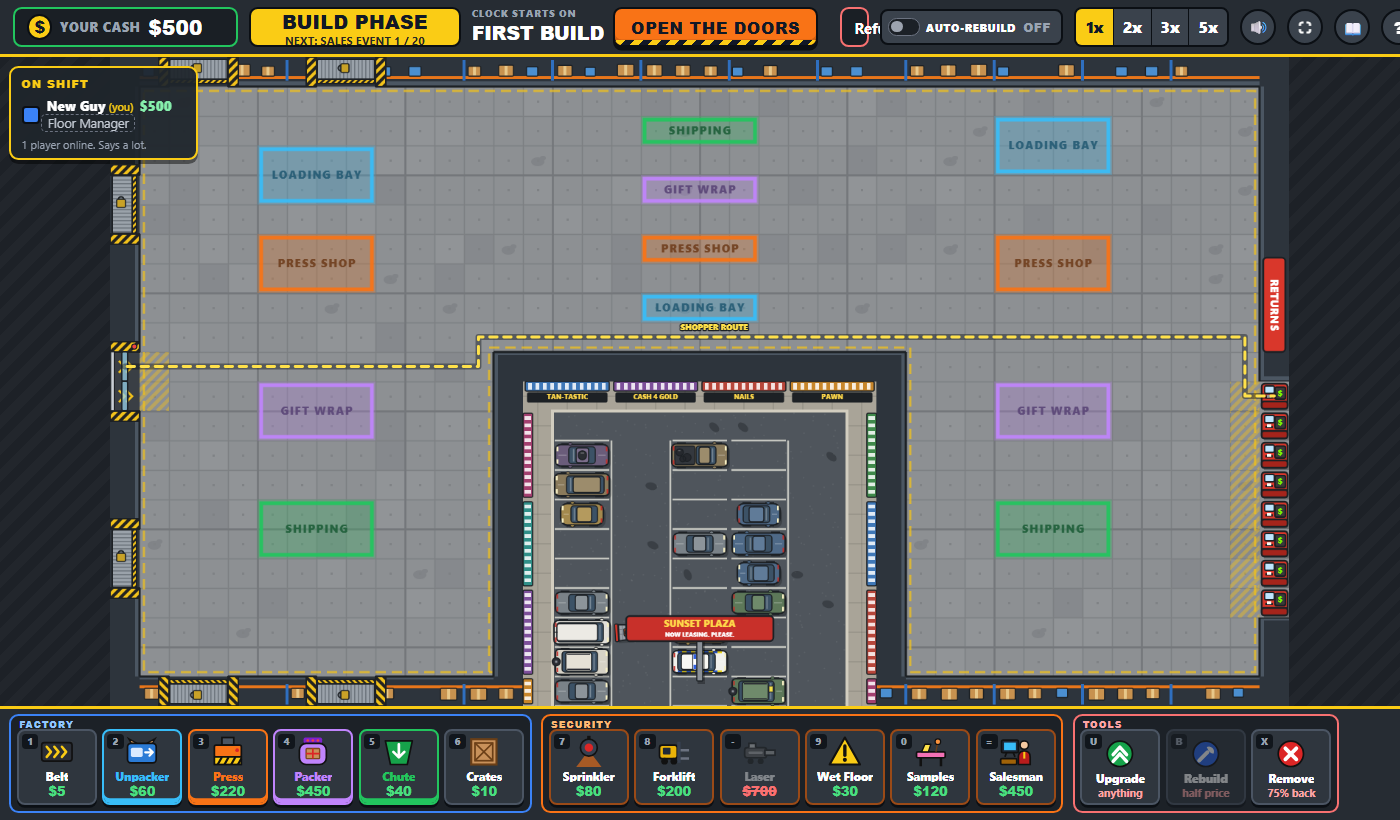 YOUR CASH $500
BUILD PHASE
NEXT: SALES EVENT 1 / 20
CLOCK STARTS ON
FIRST BUILD
OPEN THE DOORS
AUTO-REBUILD OFF
1x 2x 3x 5x
ON SHIFT
New Guy (you) $500
Floor Manager
1 player online. Says a lot.
SHIPPING
LOADING BAY
LOADING BAY
GIFT WRAP
PRESS SHOP
PRESS SHOP
PRESS SHOP
LOADING BAY
SHOPPER ROUTE
RETURNS
TAN-TASTIC
CASH 4 GOLD
NAILS
PAWN
GIFT WRAP
GIFT WRAP
SHIPPING
SHIPPING
SUNSET PLAZA
NOW LEASING. PLEASE.
FACTORY
1 Belt $5
2 Unpacker $60
3 Press $220
4 Packer $450
5 Chute $40
6 Crates $10
SECURITY
7 Sprinkler $80
8 Forklift $200
- Laser $700
9 Wet Floor $30
0 Samples $120
= Salesman $450
TOOLS
U Upgrade anything
B Rebuild half price
X Remove 75% back